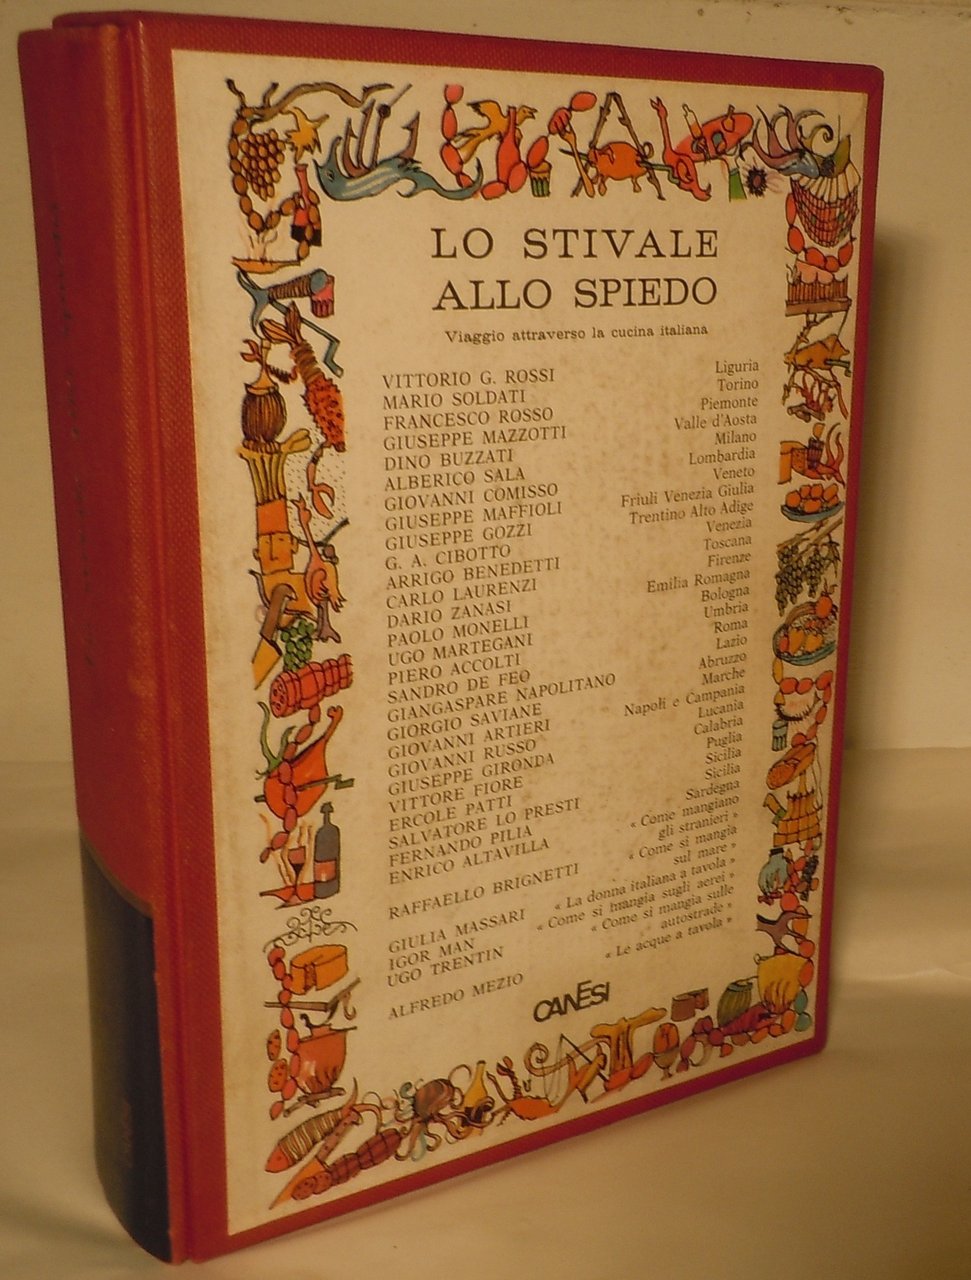 LO STIVALE
ALLO SPIEDO
Viaggio attraverso la cucina italiana
VITTORIO G. ROSSI Liguria
MARIO SOLDATI Torino
FRANCESCO ROSSO Piemonte
GIUSEPPE MAZZOTTI Valle d'Aosta
DINO BUZZATI Milano
ALBERICO SALA Lombardia
GIOVANNI COMISSO Veneto
GIUSEPPE MAFFIOLI Friuli Venezia Giulia
GIUSEPPE GOZZI Trentino Alto Adige
G. A. CIBOTTO Venezia
ARRIGO BENEDETTI Toscana
CARLO LAURENZI Firenze
DARIO ZANASI Emilia Romagna
PAOLO MONELLI Bologna
UGO MARTEGANI Umbria
PIERO ACCOLTI Roma
SANDRO DE FEO Lazio
GIANGASPARE NAPOLITANO Abruzzo
GIORGIO SAVIANE Marche
GIOVANNI ARTIERI Napoli e Campania
GIOVANNI RUSSO Lucania
GIUSEPPE GIRONDA Calabria
VITTORE FIORE Puglia
ERCOLE PATTI Sicilia
SALVATORE LO PRESTI Sicilia
FERNANDO PILIA Sardegna
ENRICO ALTAVILLA « Come mangiano
gli stranieri »
RAFFAELLO BRIGNETTI « Come si mangia
sul mare »
GIULIA MASSARI « La donna italiana a tavola »
IGOR MAN « Come si mangia sugli aerei »
UGO TRENTIN « Come si mangia sulle
autostrade »
ALFREDO MEZIO « Le acque a tavola »
CANESI